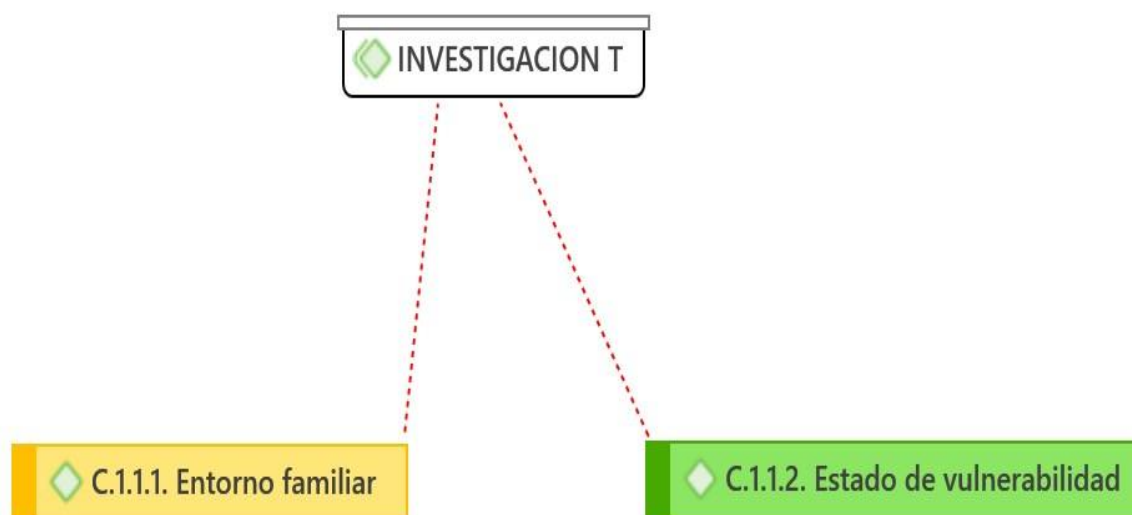 INVESTIGACION T
C.1.1.1. Entorno familiar
C.1.1.2. Estado de vulnerabilidad